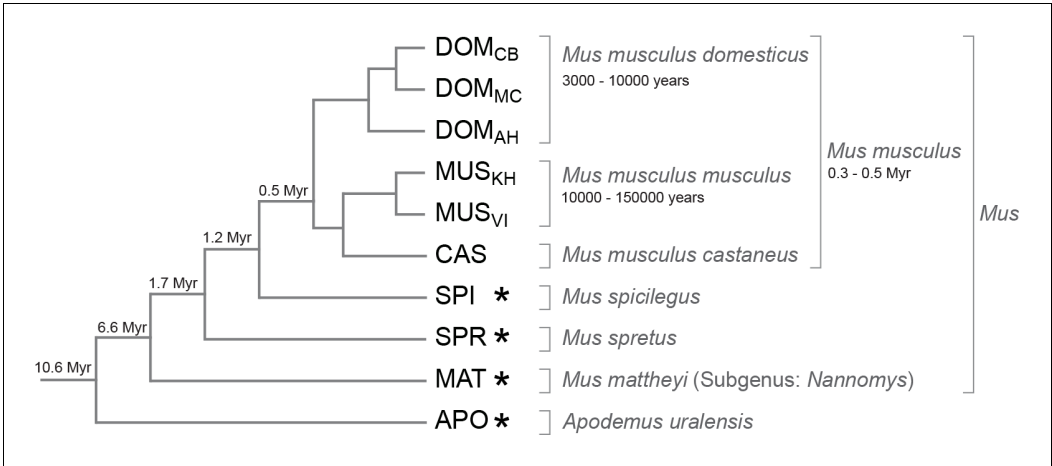 DOMCB
Mus musculus domesticus
3000 - 10000 years
DOMMC
DOMAH
Mus musculus
0.3 - 0.5 Myr
MUSKH
Mus musculus musculus
10000 - 150000 years
0.5 Myr
MUSVI
Mus
1.2 Myr
CAS
Mus musculus castaneus
1.7 Myr
SPI *
Mus spicilegus
6.6 Myr
SPR *
Mus spretus
10.6 Myr
MAT *
Mus mattheyi (Subgenus: Nannomys)
APO *
Apodemus uralensis